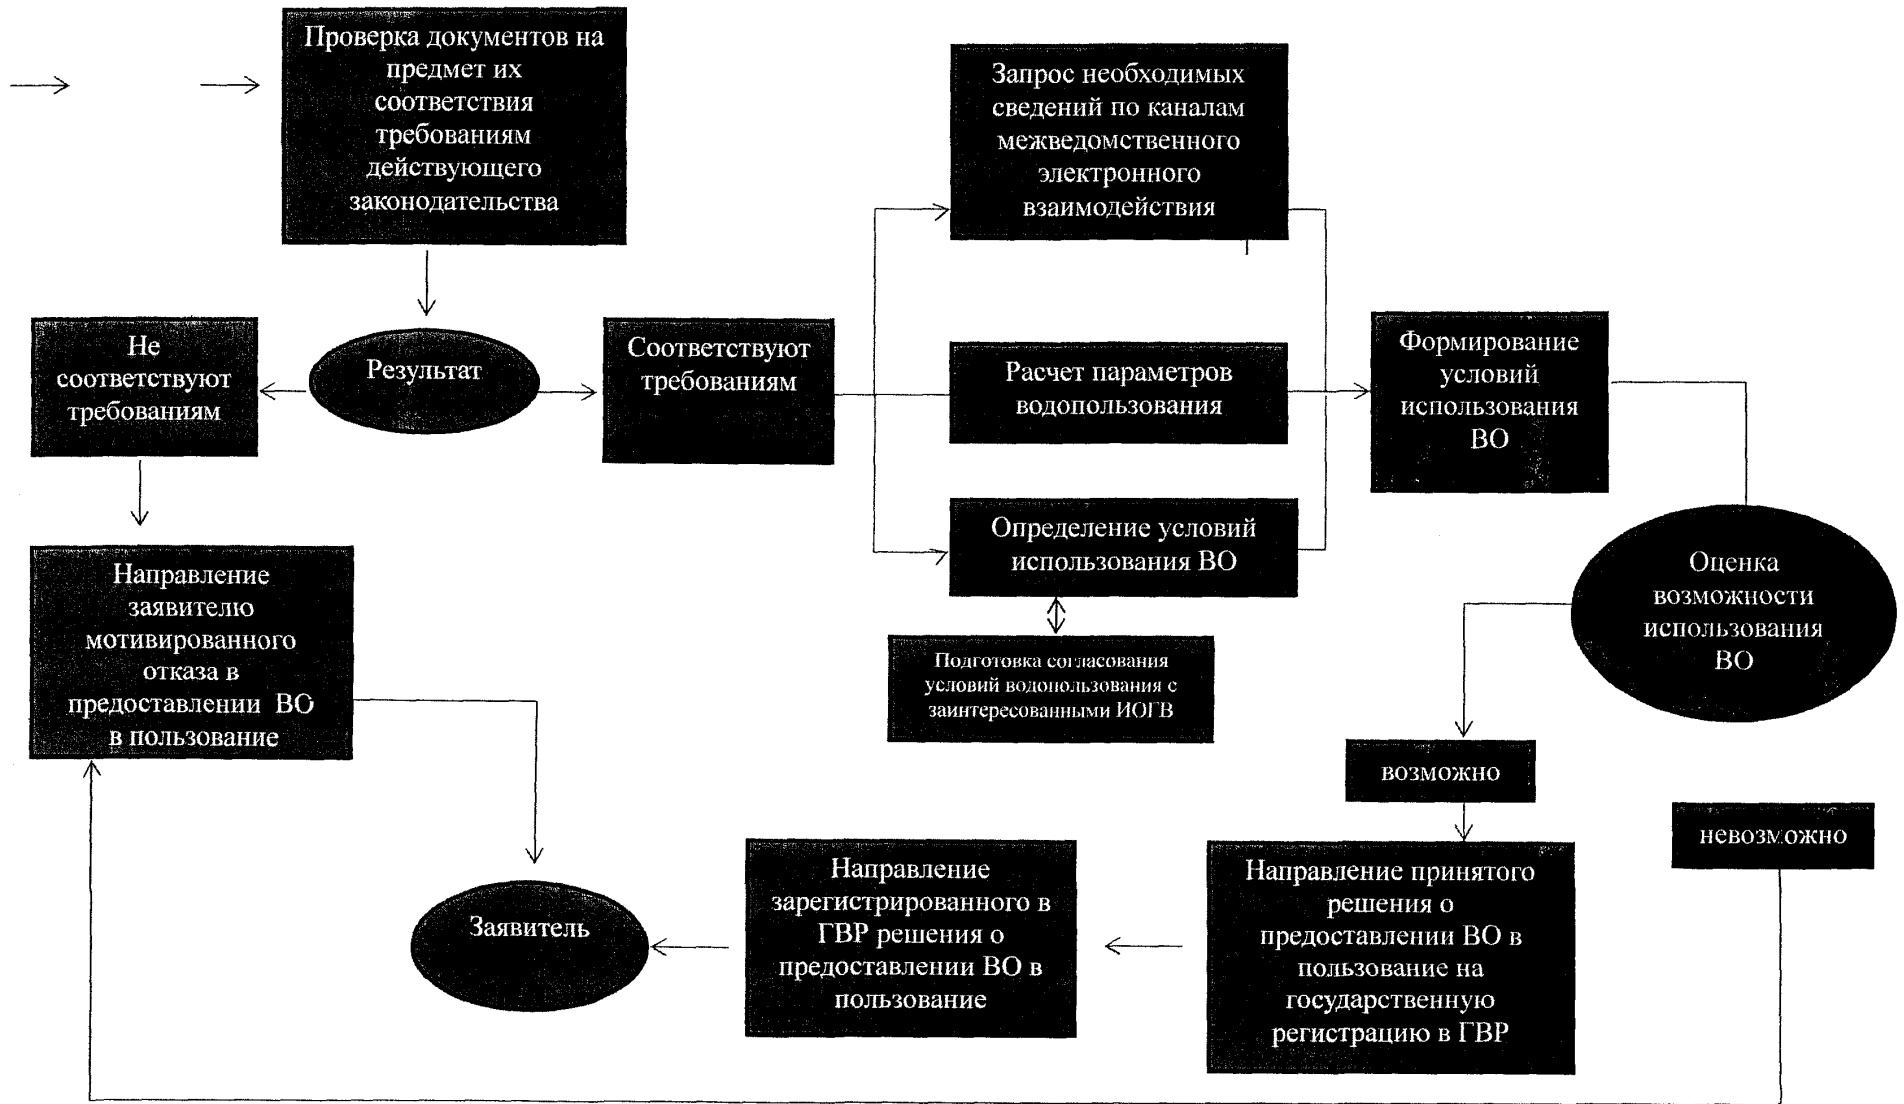 Проверка документов на
предмет их
соответствия
требованиям
действующего
законодательства
Запрос необходимых
сведений по каналам
межведомственного
электронного
взаимодействия
Не
соответствуют
требованиям
Результат
Соответствуют
требованиям
Расчет параметров
водопользования
Формирование
условий
использования
ВО
Определение условий
использования ВО
Оценка
возможности
использования
ВО
Направление
заявителю
мотивированного
отказа в
предоставлении ВО
в пользование
Подготовка согласования
условий водопользования с
заинтересованными ИОГВ
возможно
невозможно
Заявитель
Направление
зарегистрированного в
ГВР решения о
предоставлении ВО в
пользование
Направление принятого
решения о
предоставлении ВО в
пользование на
государственную
регистрацию в ГВР